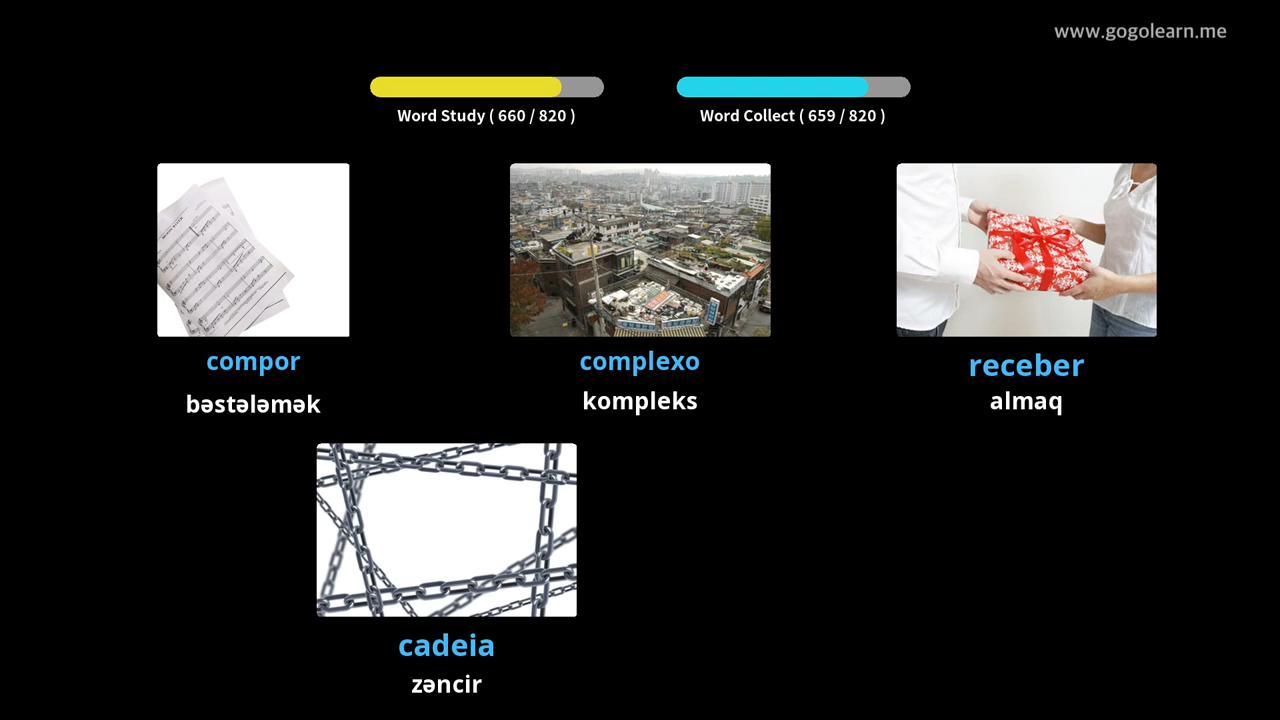 www.gogolearn.me
Word Study ( 660 / 820 )
Word Collect ( 659 / 820 )
compor
bəstələmək
complexo
kompleks
receber
almaq
cadeia
zəncir